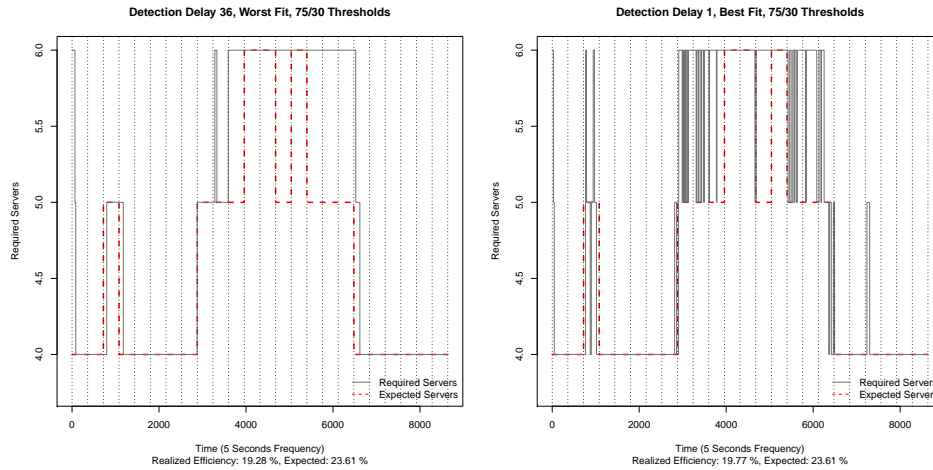 Detection Delay 36, Worst Fit, 75/30 Thresholds
Required Servers
6.0
5.5
5.0
4.5
4.0
Required Servers
Expected Servers
0 2000 4000 6000 8000
Time (5 Seconds Frequency)
Realized Efficiency: 19.28 %, Expected: 23.61 %
Detection Delay 1, Best Fit, 75/30 Thresholds
Required Servers
6.0
5.5
5.0
4.5
4.0
Required Servers
Expected Servers
0 2000 4000 6000 8000
Time (5 Seconds Frequency)
Realized Efficiency: 19.77 %, Expected: 23.61 %